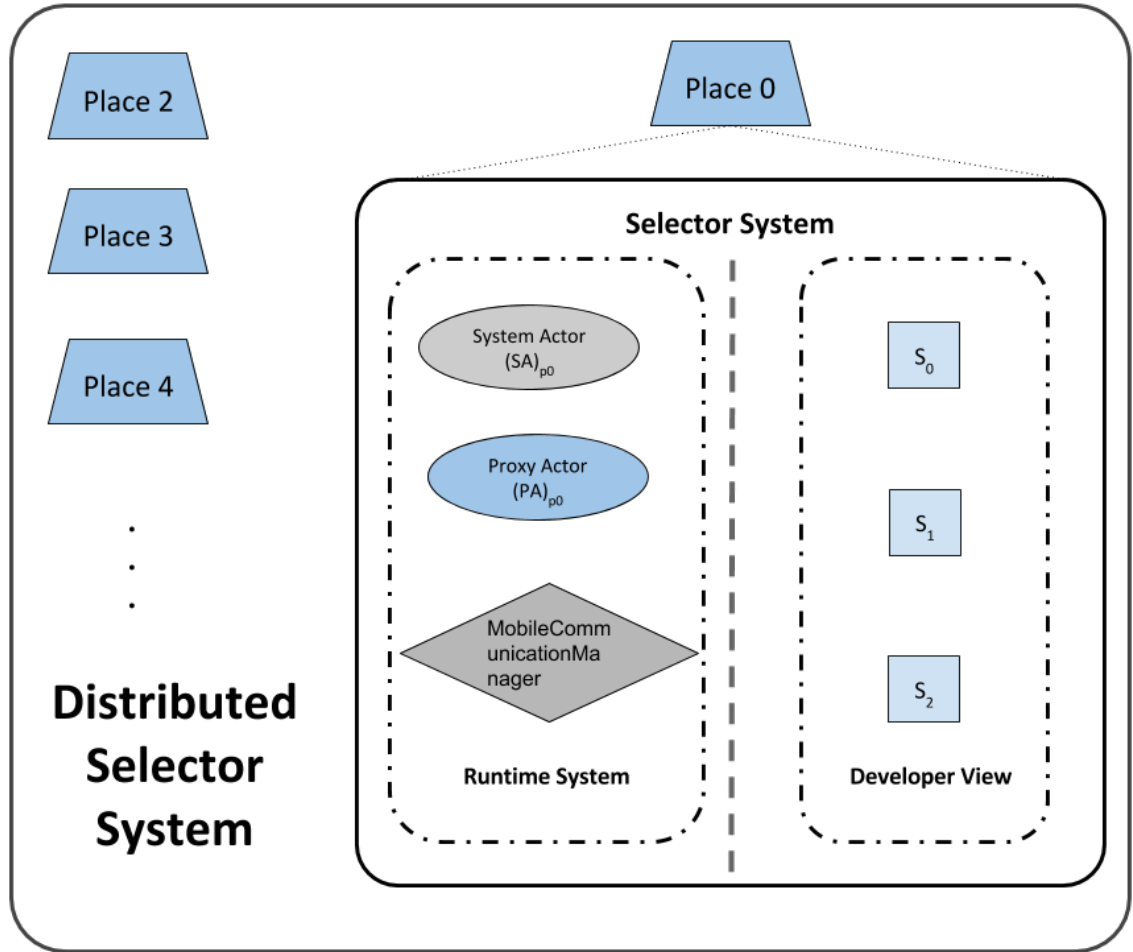 Place 2
Place 0
Place 3
Place 4
.
.
.
Distributed
Selector
System
Selector System
System Actor
(SA)p0
Proxy Actor
(PA)p0
MobileComm
unicationMa
nager
Runtime System
S0
S1
S2
Developer View